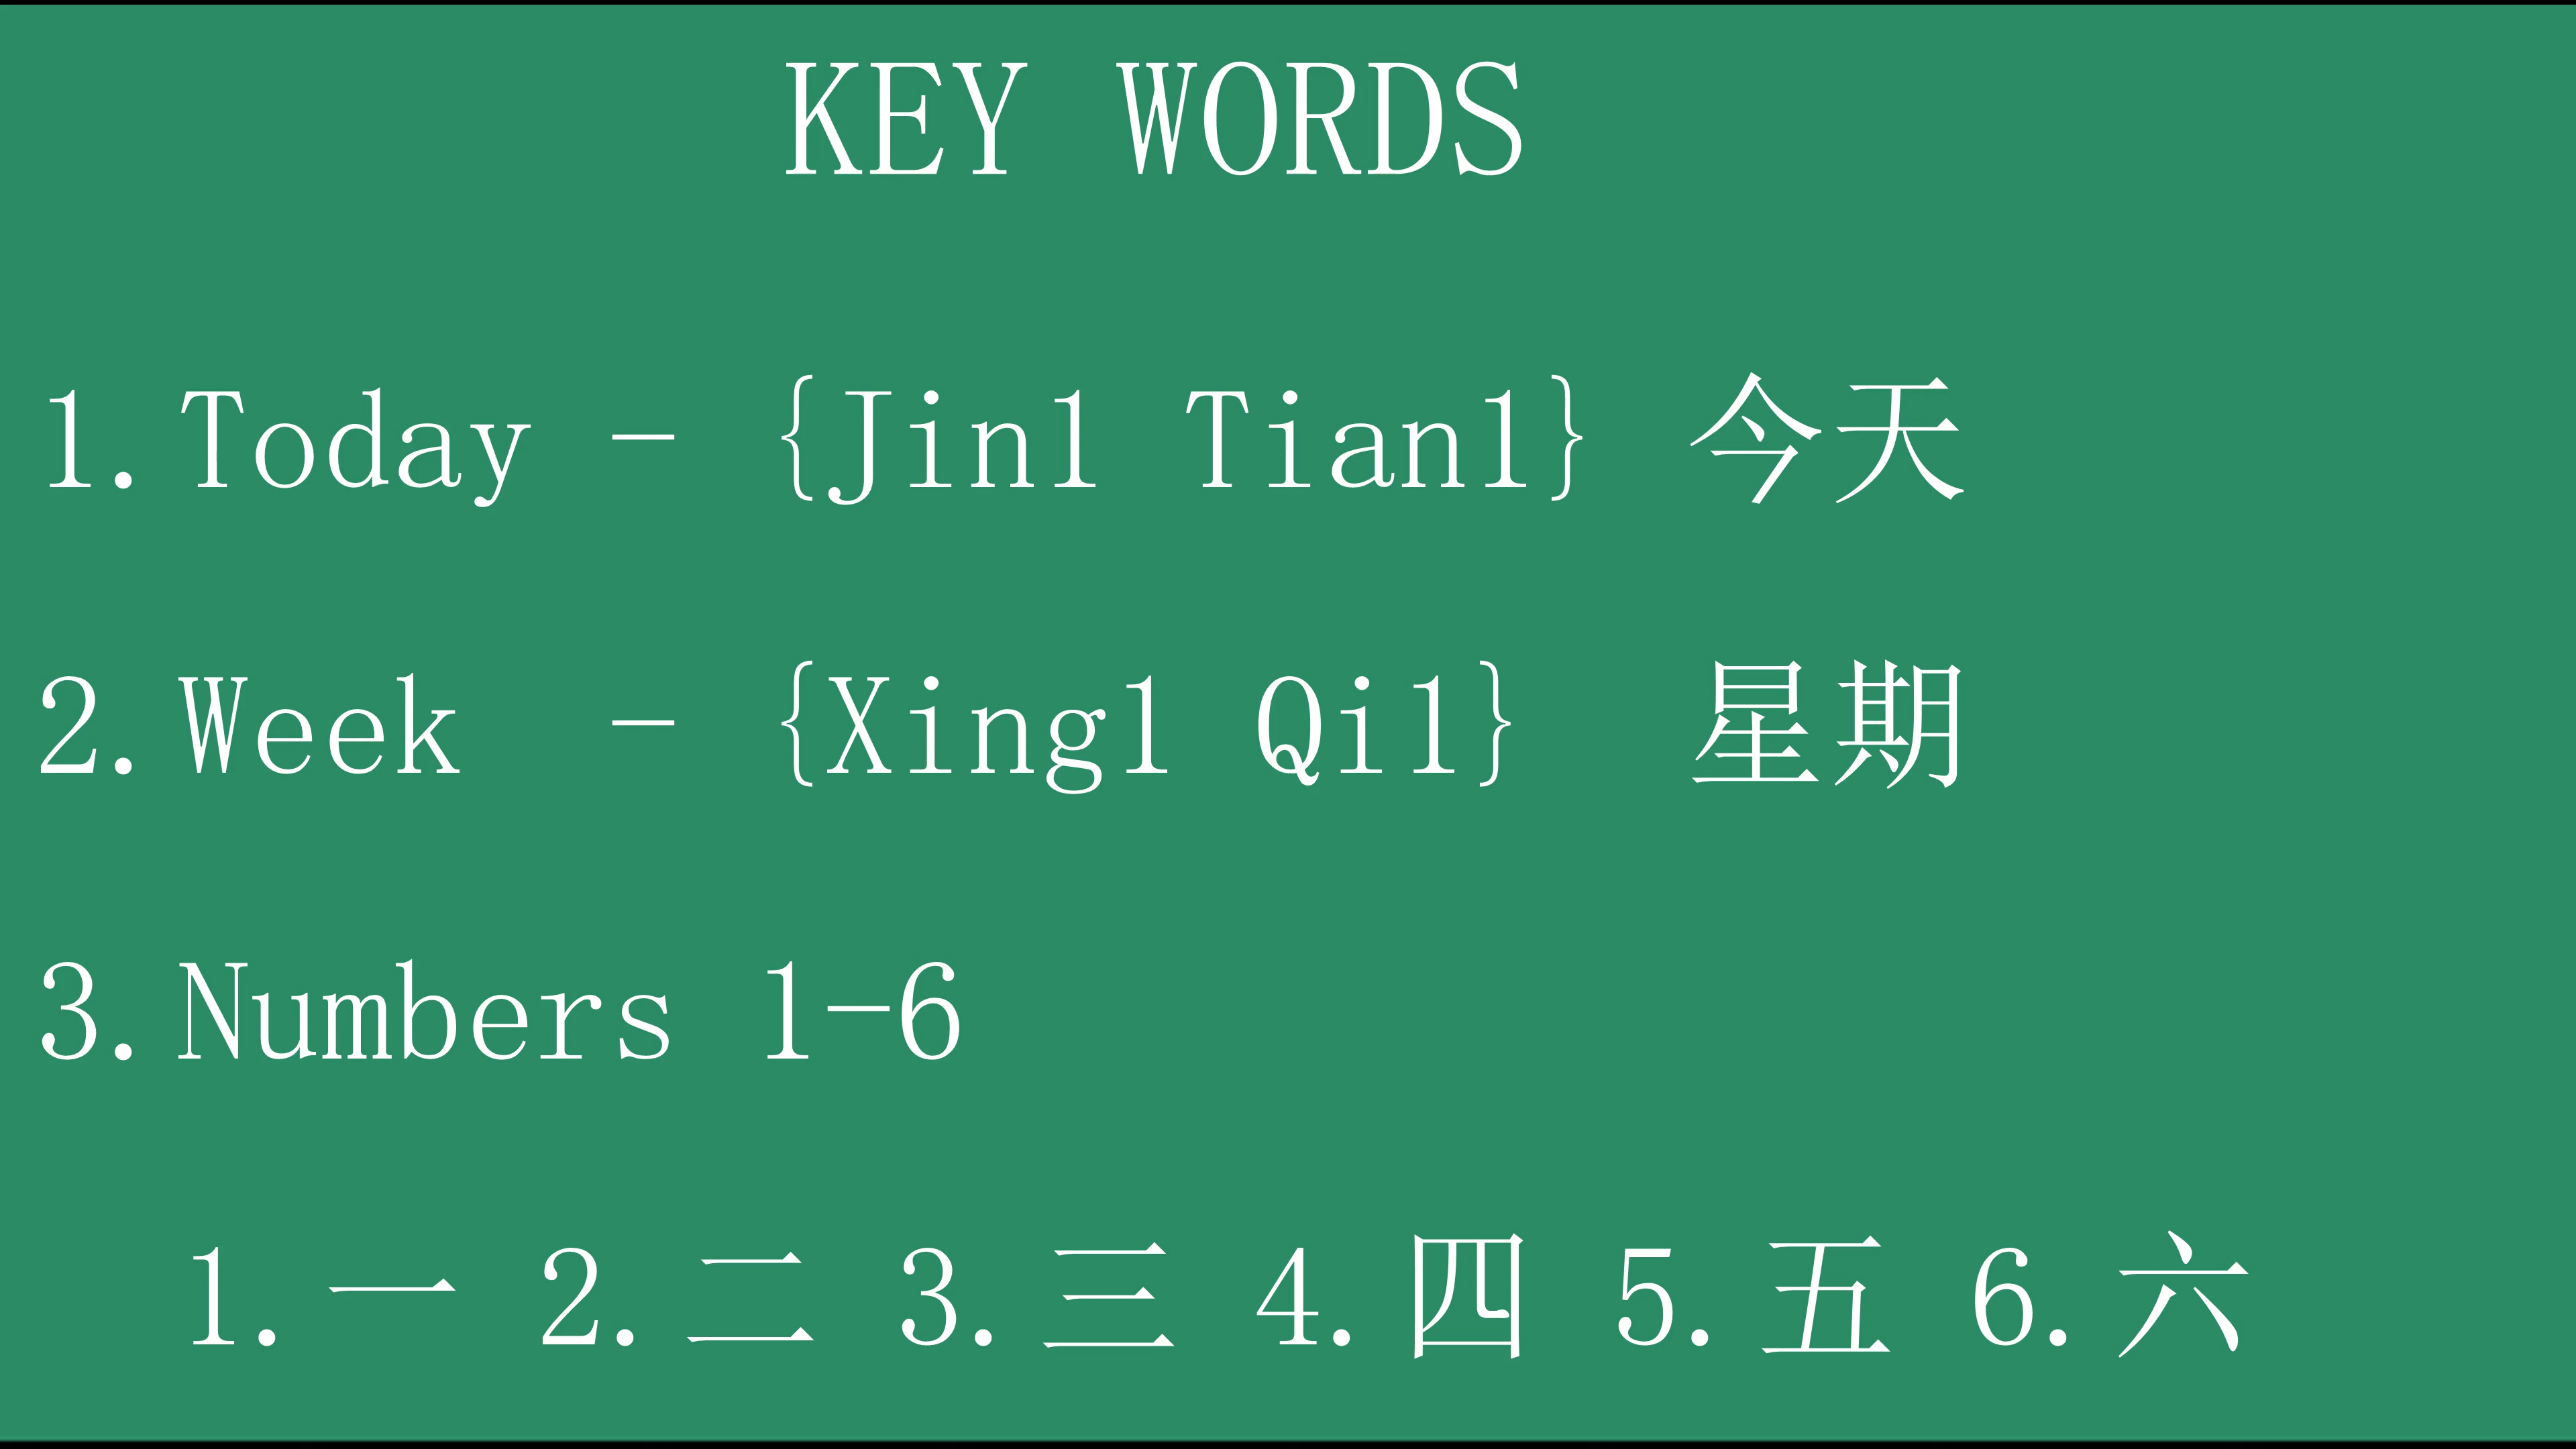 KEY WORDS
1.Today - {Jin1 Tian1} 今天
2.Week - {Xing1 Qi1} 星期
3.Numbers 1-6
1.一 2.二 3.三 4.四 5.五 6.六